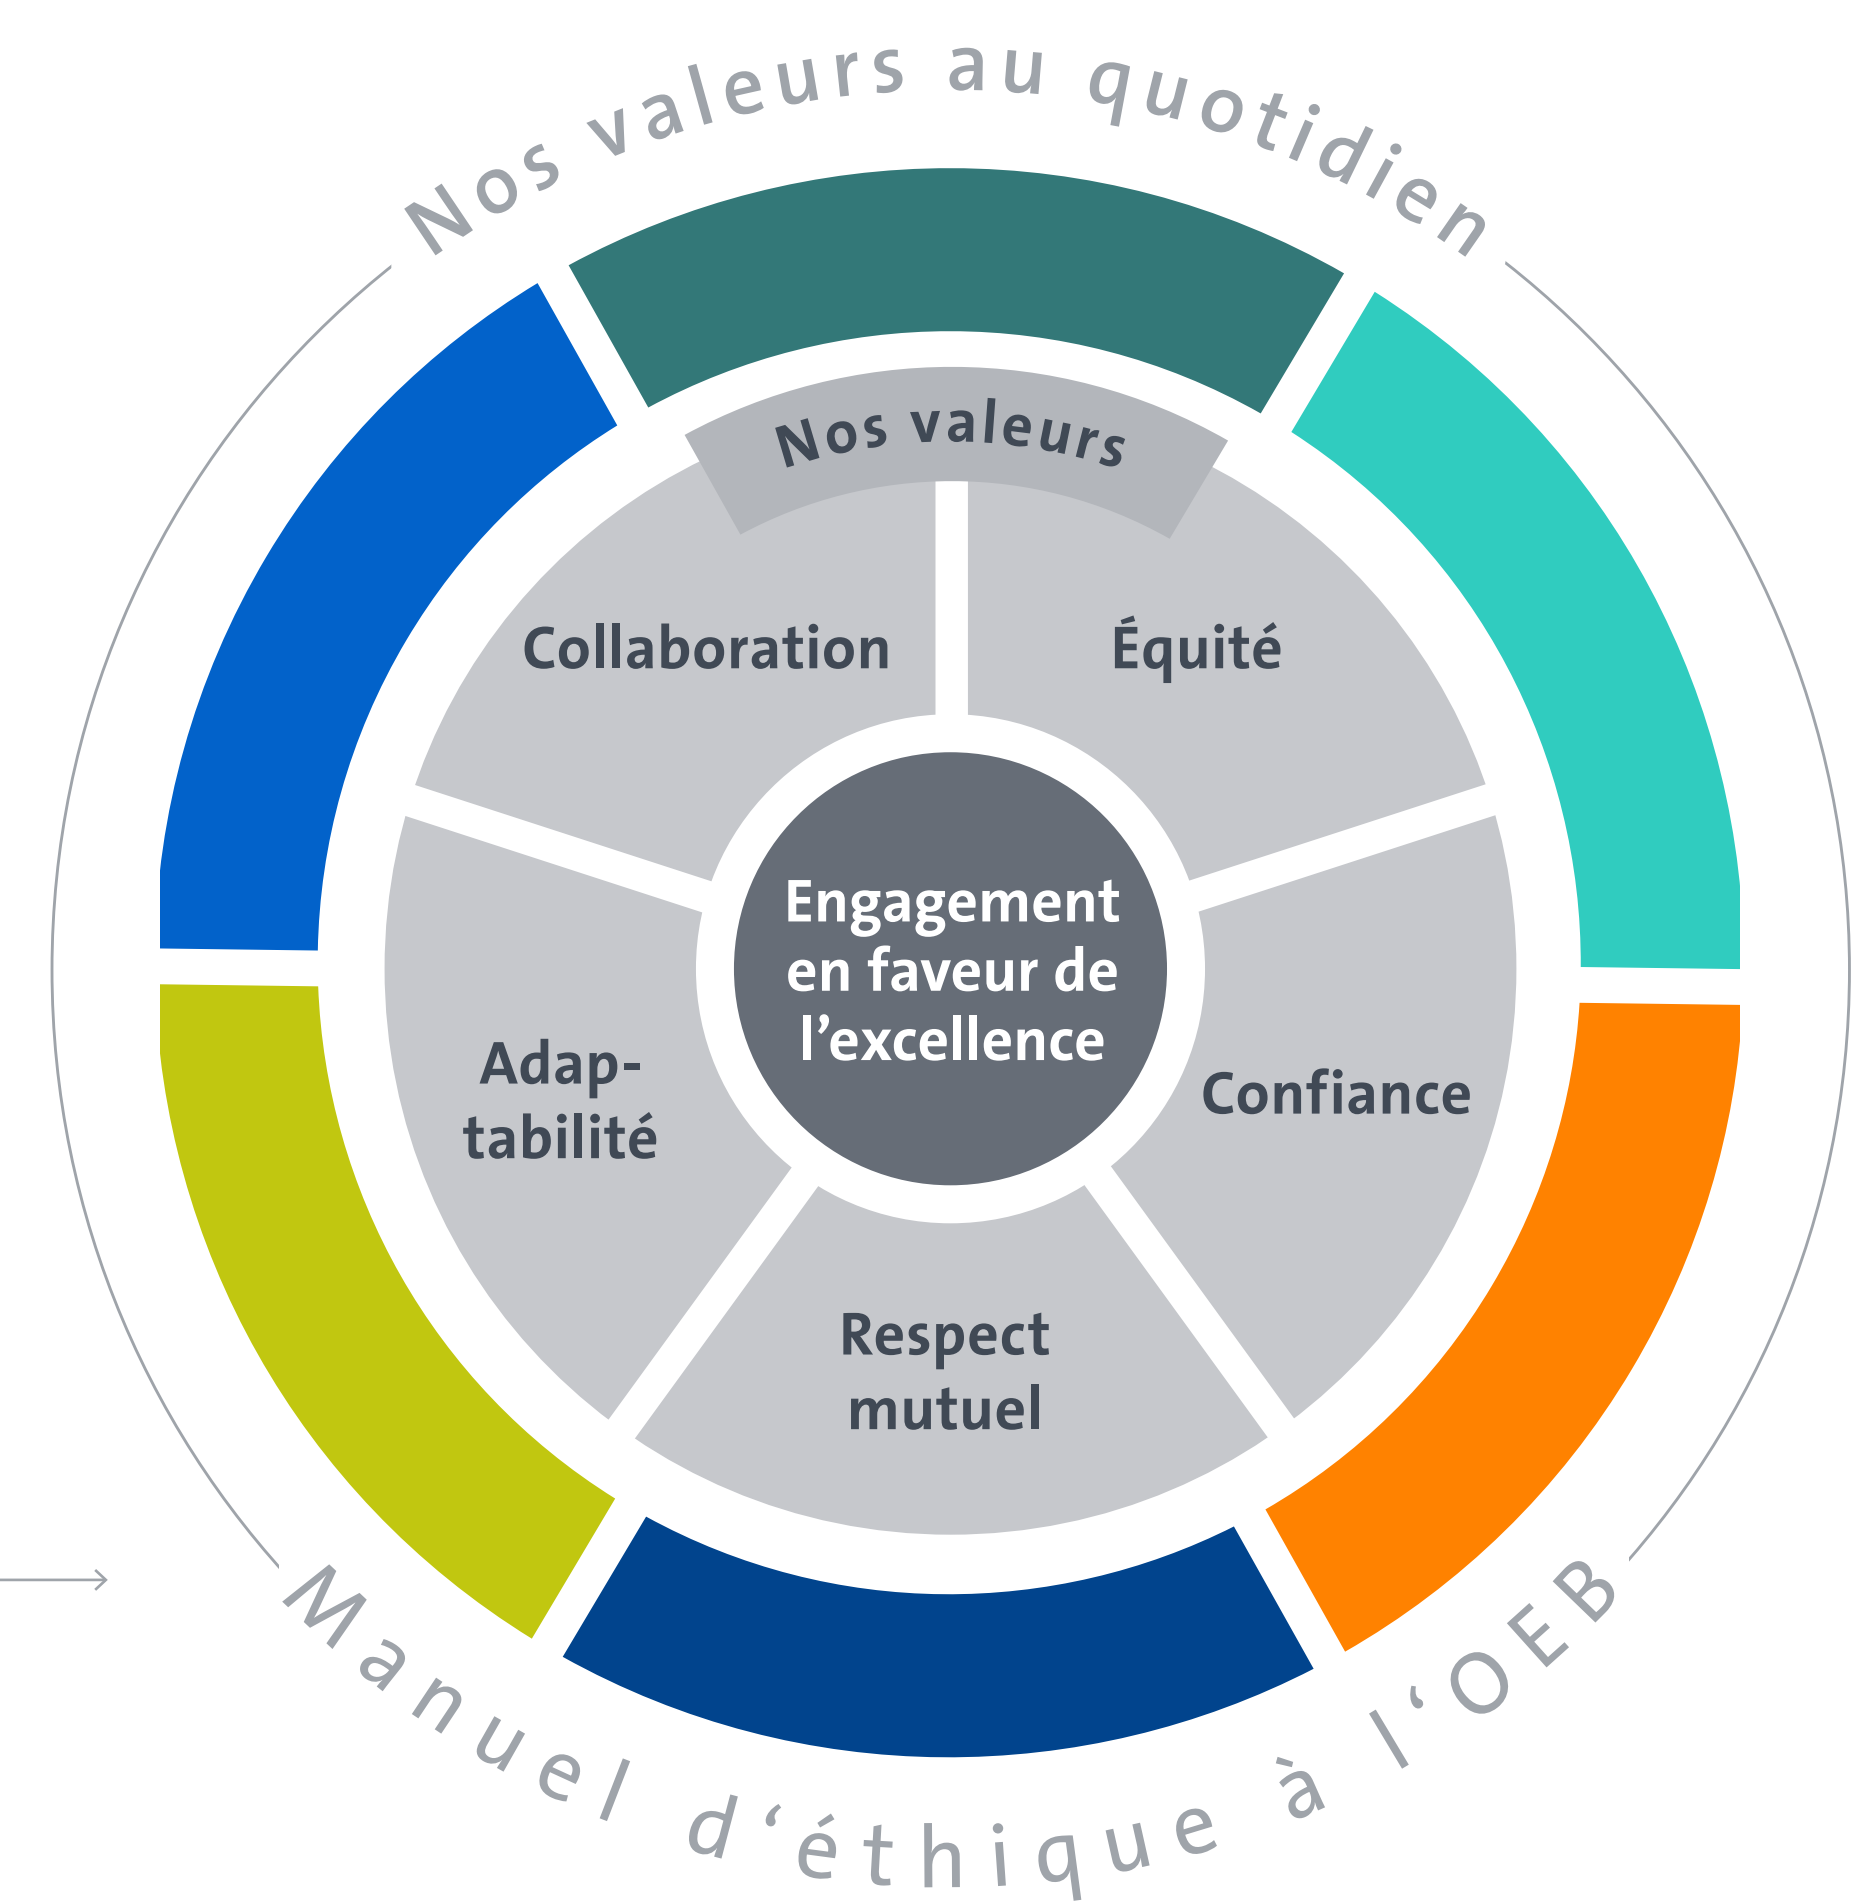 Nos valeurs au quotidien
Nos valeurs
Collaboration
Équité
Engagement
en faveur de
l’excellence
Adap-
tabilité
Confiance
Respect
mutuel
Manuel d‘éthique à l‘OEB